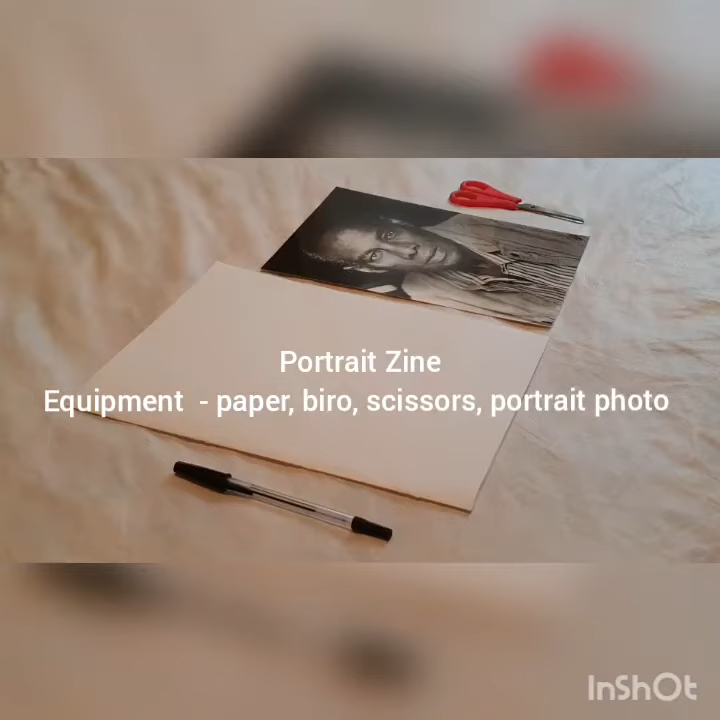 Portrait Zine
Equipment - paper, biro, scissors, portrait photo
InShOt